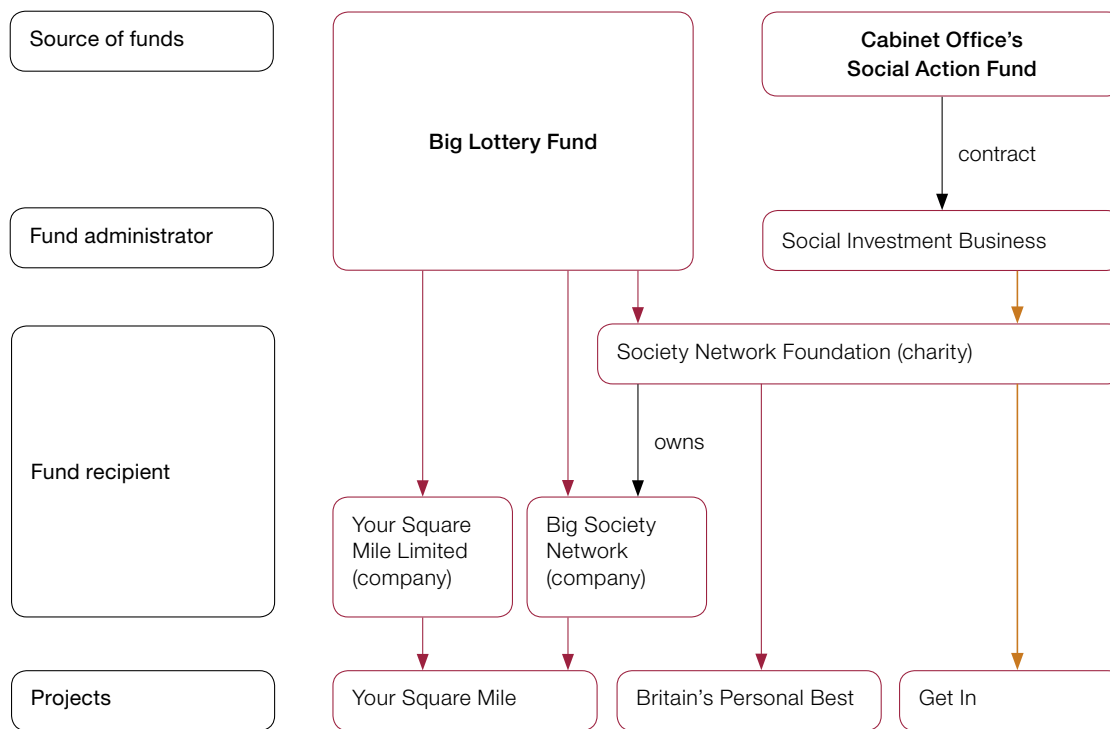 Source of funds
Big Lottery Fund
Cabinet Office’s
Social Action Fund
contract
Fund administrator
Social Investment Business
Society Network Foundation (charity)
owns
Fund recipient
Your Square
Mile Limited
(company)
Big Society
Network
(company)
Projects
Your Square Mile
Britain’s Personal Best
Get In